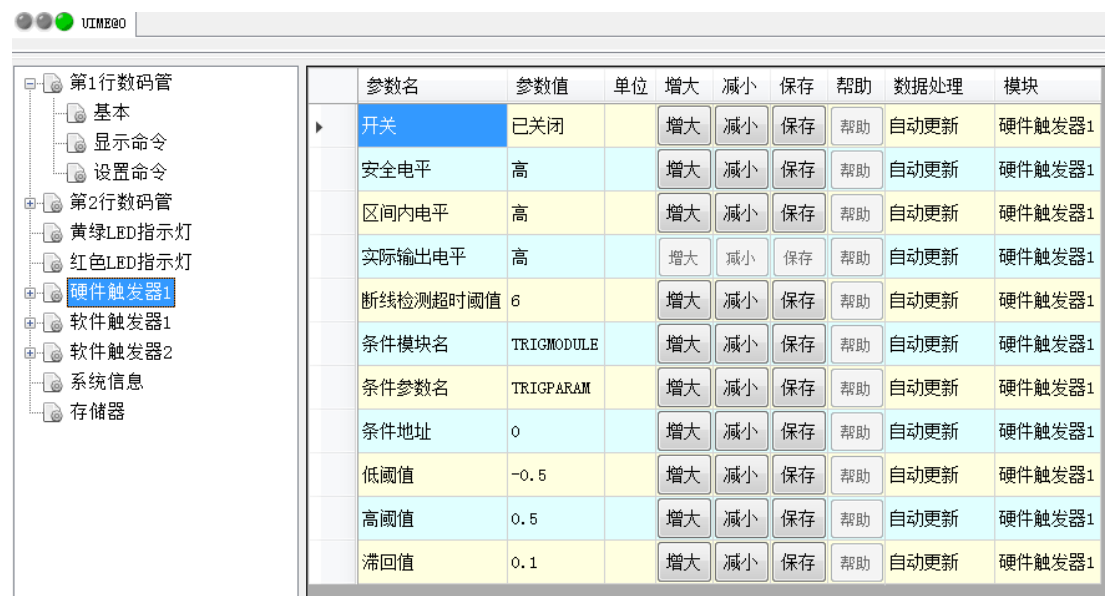 UIME@0
第1行数码管
基本
显示命令
设置命令
第2行数码管
黄绿LED指示灯
红色LED指示灯
硬件触发器1
软件触发器1
软件触发器2
系统信息
存储器
参数名 参数值 单位 增大 减小 保存 帮助 数据处理 模块
开关 已关闭 增大 减小 保存 帮助 自动更新 硬件触发器1
安全电平 高 增大 减小 保存 帮助 自动更新 硬件触发器1
区间内电平 高 增大 减小 保存 帮助 自动更新 硬件触发器1
实际输出电平 高 增大 减小 保存 帮助 自动更新 硬件触发器1
断线检测超时阈值 6 增大 减小 保存 帮助 自动更新 硬件触发器1
条件模块名 TRIGMODULE 增大 减小 保存 帮助 自动更新 硬件触发器1
条件参数名 TRIGPARAM 增大 减小 保存 帮助 自动更新 硬件触发器1
条件地址 0 增大 减小 保存 帮助 自动更新 硬件触发器1
低阈值 -0.5 增大 减小 保存 帮助 自动更新 硬件触发器1
高阈值 0.5 增大 减小 保存 帮助 自动更新 硬件触发器1
滞回值 0.1 增大 减小 保存 帮助 自动更新 硬件触发器1